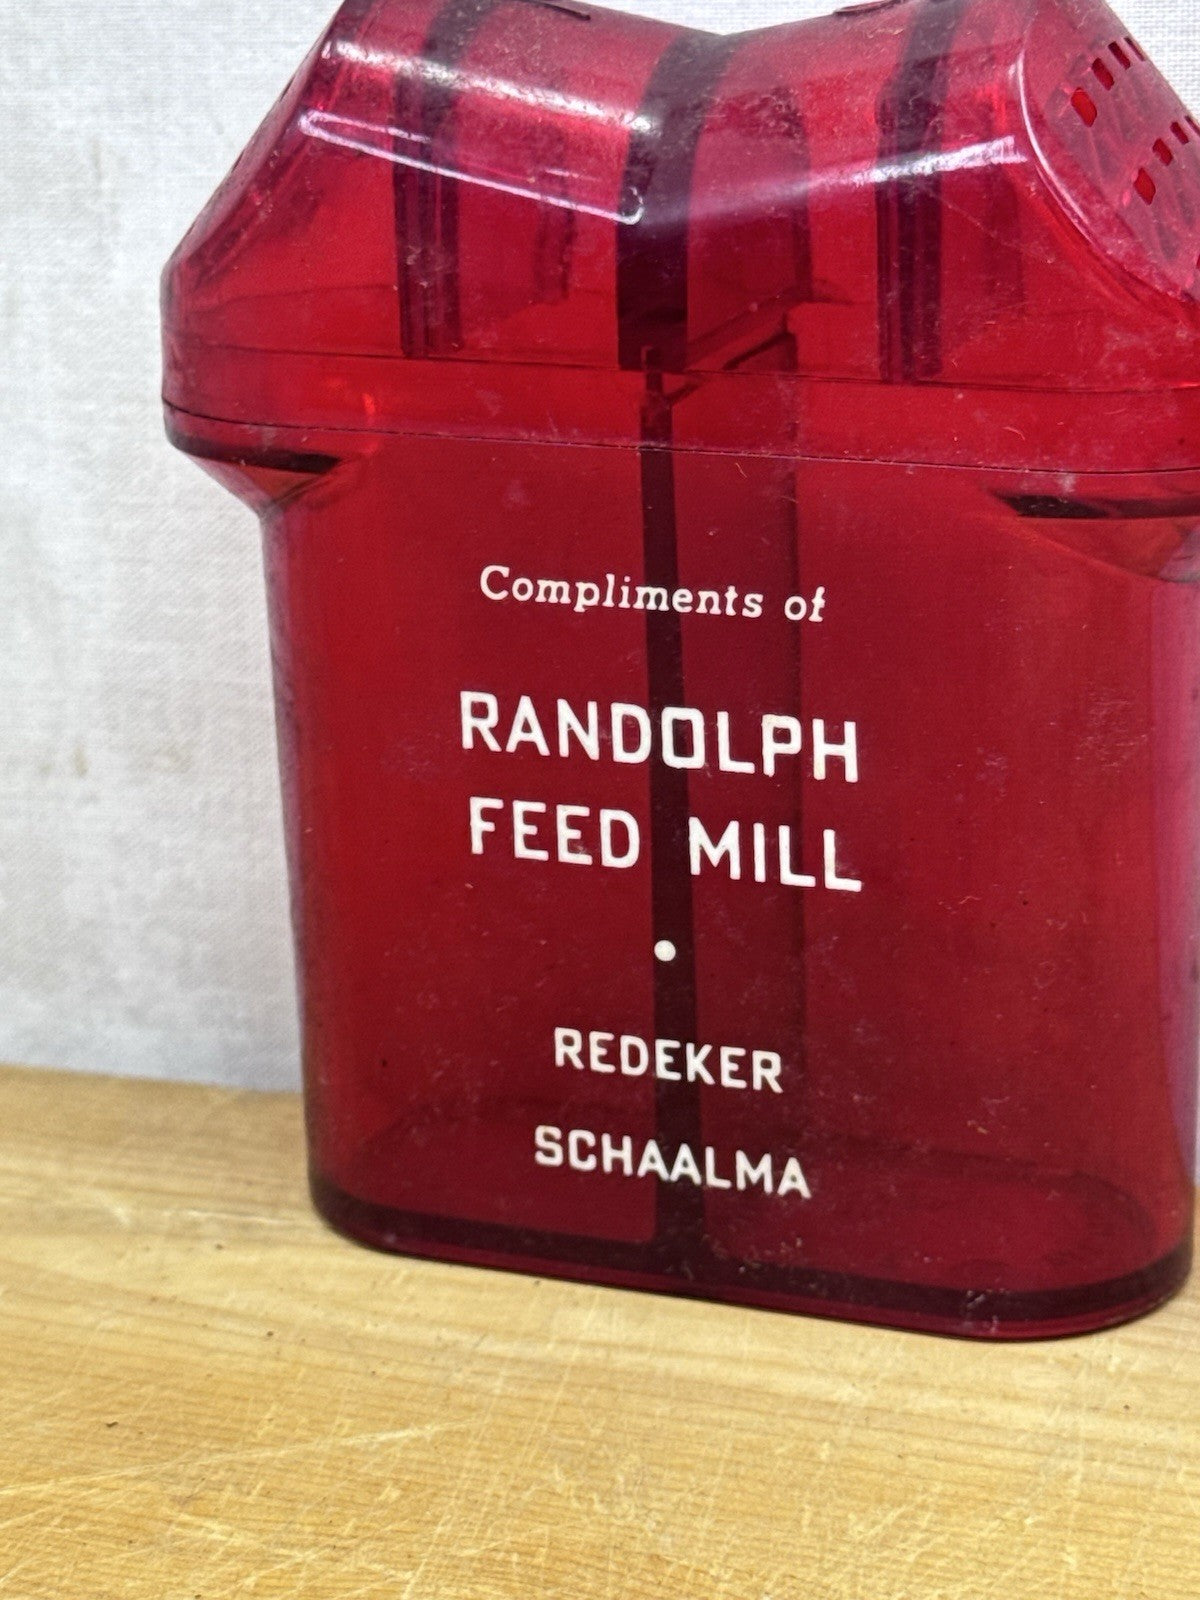 Compliments of
RANDOLPH
FEED MILL
•
REDEKER
SCHAALMA